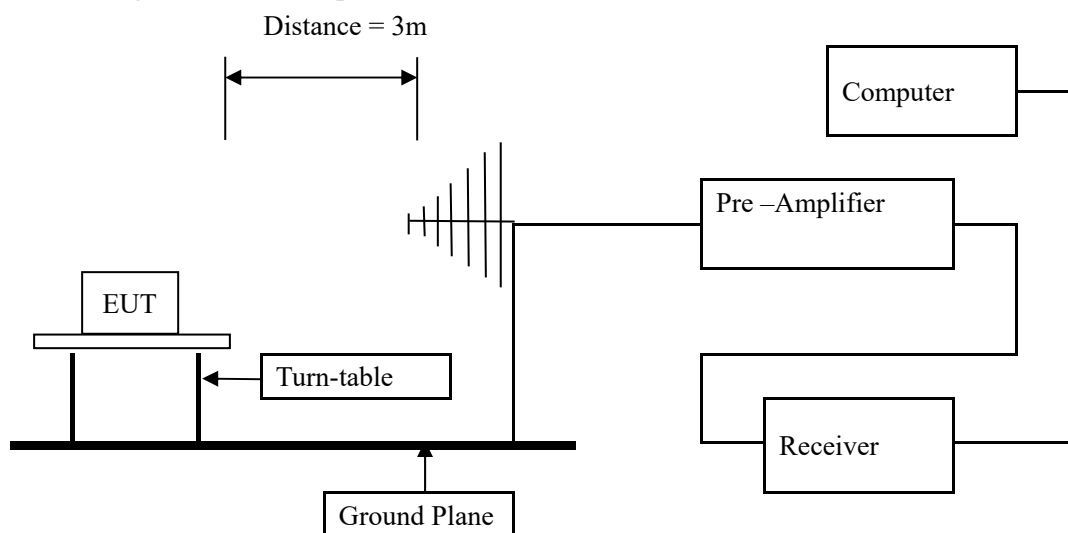 Distance = 3m
Computer
Pre –Amplifier
EUT
Turn-table
Receiver
Ground Plane